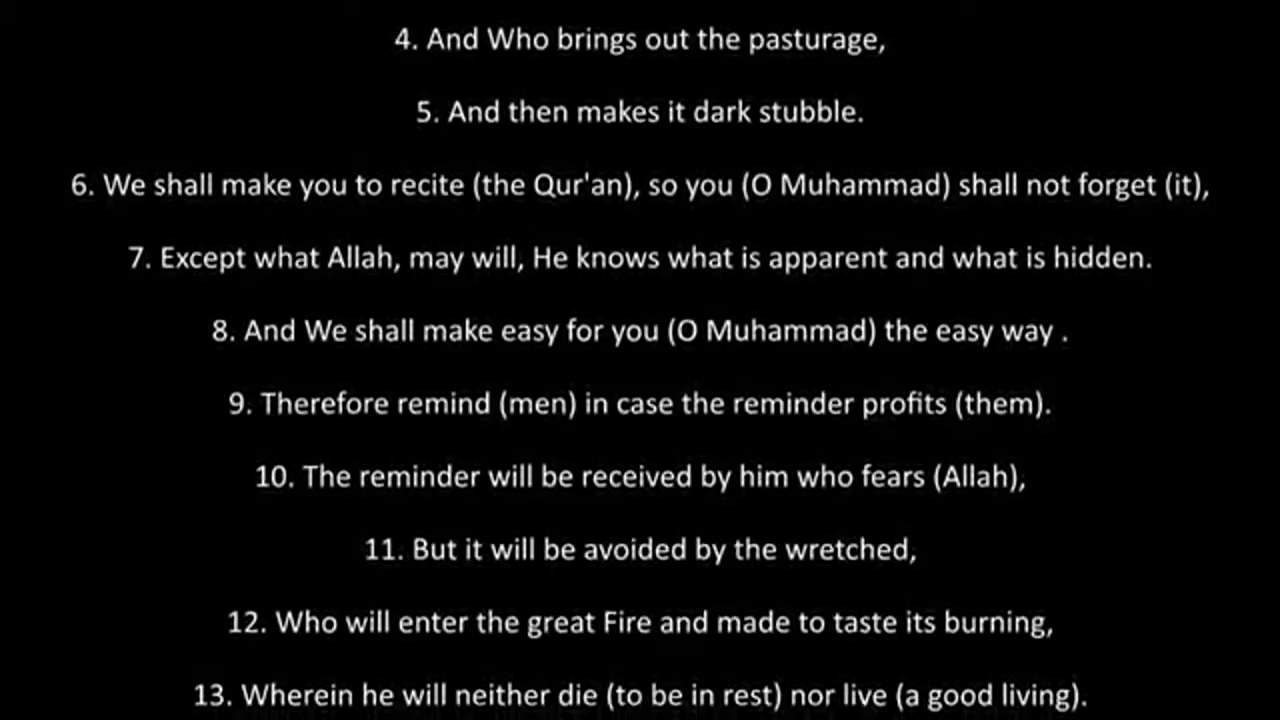 4. And Who brings out the pasturage,
5. And then makes it dark stubble.
6. We shall make you to recite (the Qur'an), so you (O Muhammad) shall not forget (it),
7. Except what Allah, may will, He knows what is apparent and what is hidden.
8. And We shall make easy for you (O Muhammad) the easy way .
9. Therefore remind (men) in case the reminder profits (them).
10. The reminder will be received by him who fears (Allah),
11. But it will be avoided by the wretched,
12. Who will enter the great Fire and made to taste its burning,
13. Wherein he will neither die (to be in rest) nor live (a good living).